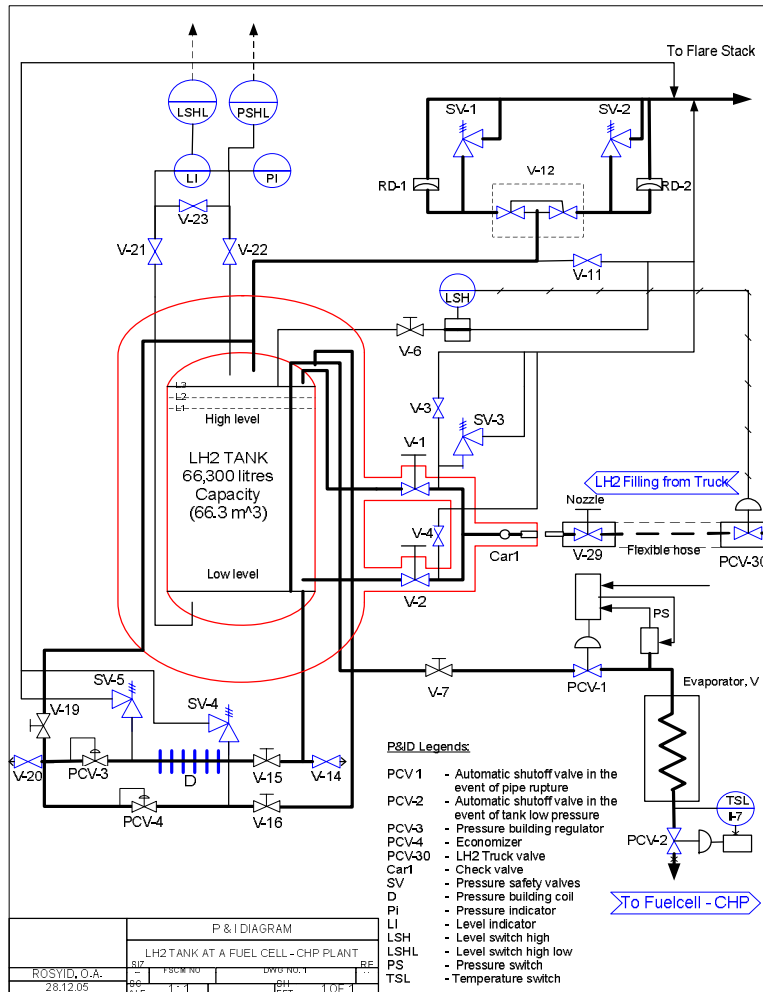 To Flare Stack
LSHL
PSHL
SV-1
SV-2
LI
PI
RD-1
V-12
RD-2
V-23
V-21
V-22
V-11
LSH
V-6
L3
L2
L1
High level
V-3
SV-3
V-1
LH2 TANK
66,300 litres
Capacity
(66.3 m^3)
LH2 Filling from Truck
Nozzle
V-4
Car1
V-29
Flexible hose
PCV-30
Low level
V-2
PS
V-7
PCV-1
Evaporator, V
SV-5
SV-4
V-19
V-20
PCV-3
D
V-15
V-14
PCV-4
V-16
TSL
I-7
PCV-2
To Fuelcell - CHP
P&ID Legends:
PCV 1 - Automatic shutoff valve in the
event of pipe rupture
PCV-2 - Automatic shutoff valve in the
event of tank low pressure
PCV-3 - Pressure building regulator
PCV-4 - Economizer
PCV-30 - LH2 Truck valve
Car1 - Check valve
SV - Pressure safety valves
D - Pressure building coil
Pi - Pressure indicator
LI - Level indicator
LSH - Level switch high
LSHL - Level switch high low
PS - Pressure switch
TSL - Temperature switch
P & I DIAGRAM
LH2 TANK AT A FUEL CELL - CHP PLANT
ROSYID, O.A.
FSCM NO
DWG NO. 1
28.12.05
1 : 1
1 OF 1